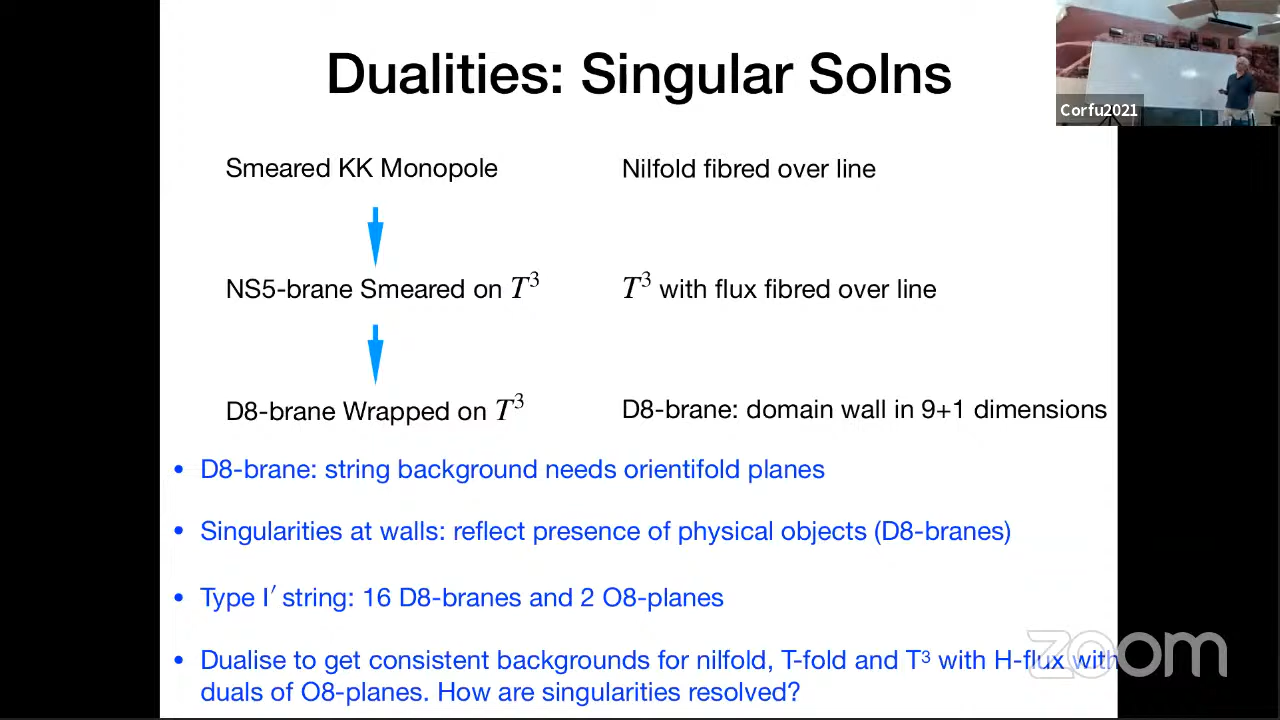 Dualities: Singular Solns
Corfu2021
Smeared KK Monopole
Nilfold fibred over line
NS5-brane Smeared on T³
T³ with flux fibred over line
D8-brane Wrapped on T³
D8-brane: domain wall in 9+1 dimensions
• D8-brane: string background needs orientifold planes
• Singularities at walls: reflect presence of physical objects (D8-branes)
• Type I′ string: 16 D8-branes and 2 O8-planes
• Dualise to get consistent backgrounds for nilfold, T-fold and T³ with H-flux with
duals of O8-planes. How are singularities resolved?
zoom